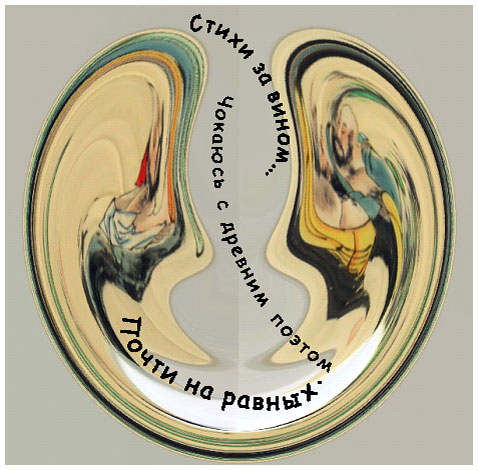 Стихи за вином...
Чокаюсь с древним поэтом
Почти на равных.